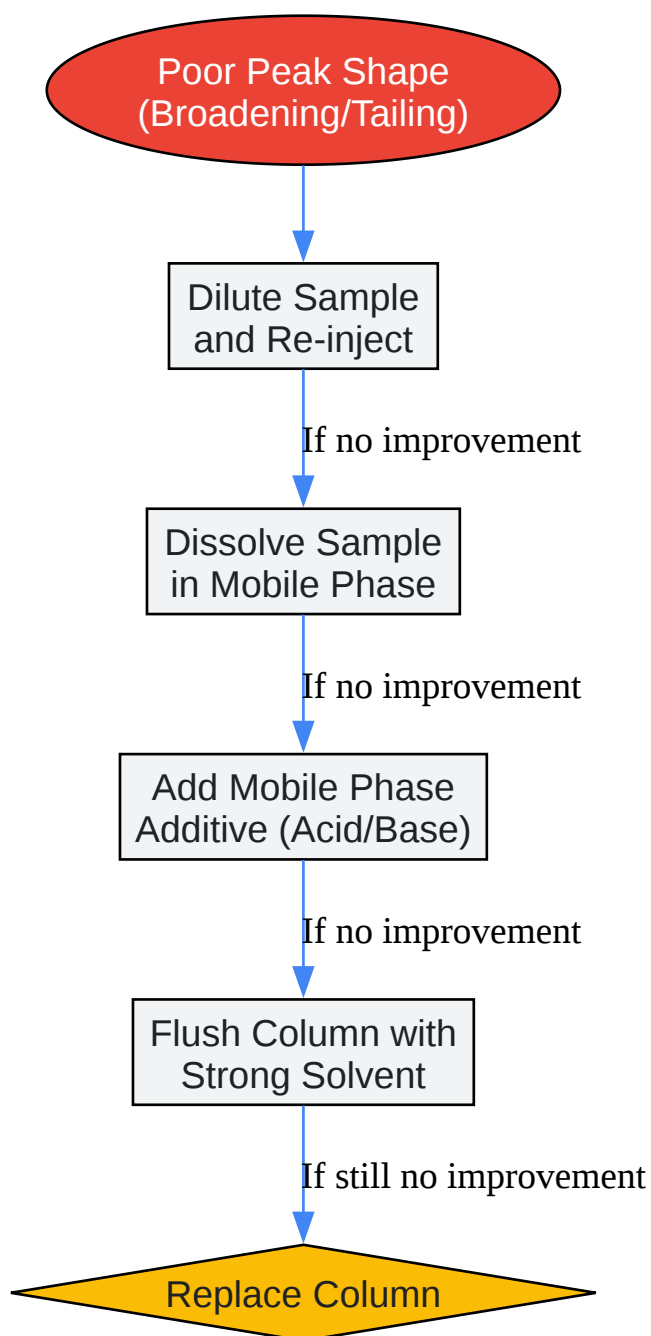 Poor Peak Shape
(Broadening/Tailing)
Dilute Sample
and Re-inject
If no improvement
Dissolve Sample
in Mobile Phase
If no improvement
Add Mobile Phase
Additive (Acid/Base)
If no improvement
Flush Column with
Strong Solvent
If still no improvement
Replace Column